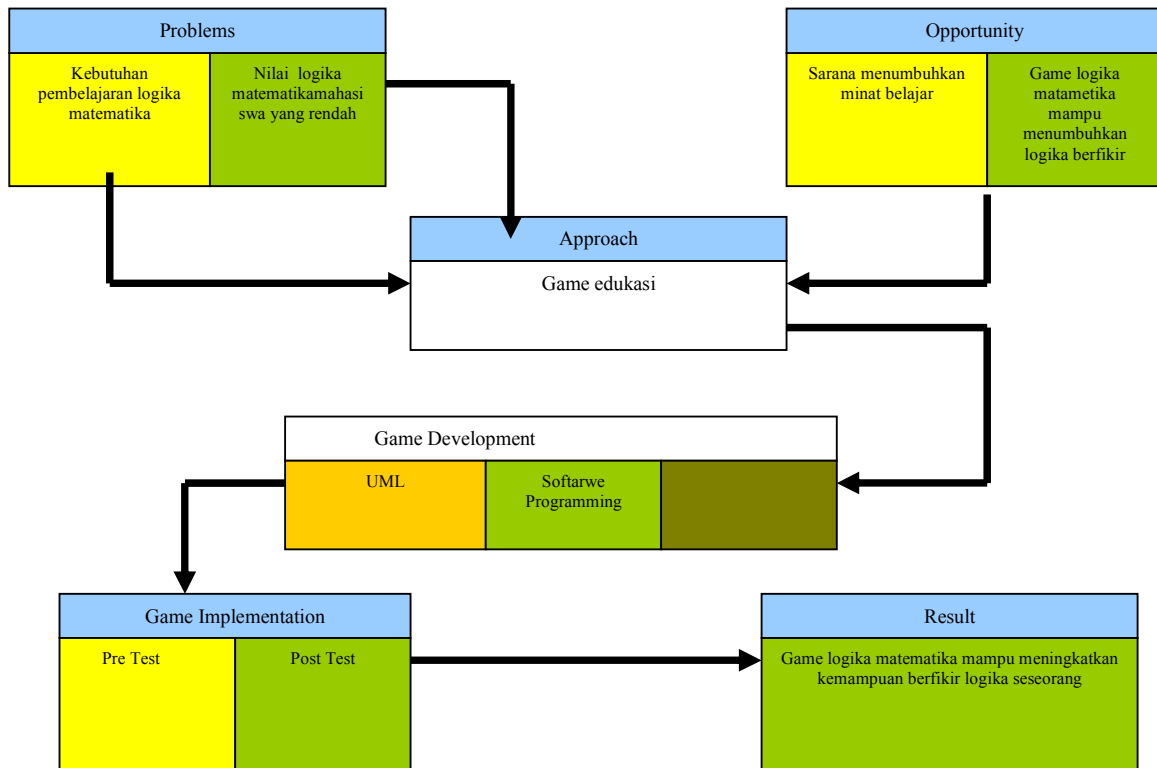 Problems
Kebutuhan
pembelajaran logika
matematika
Nilai logika
matematikamahasi
swa yang rendah
Opportunity
Sarana menumbuhkan
minat belajar
Game logika
matametika
mampu
menumbuhkan
logika berfikir
Approach
Game edukasi
Game Development
UML
Softarwe
Programming
Game Implementation
Pre Test
Post Test
Result
Game logika matematika mampu meningkatkan
kemampuan berfikir logika seseorang